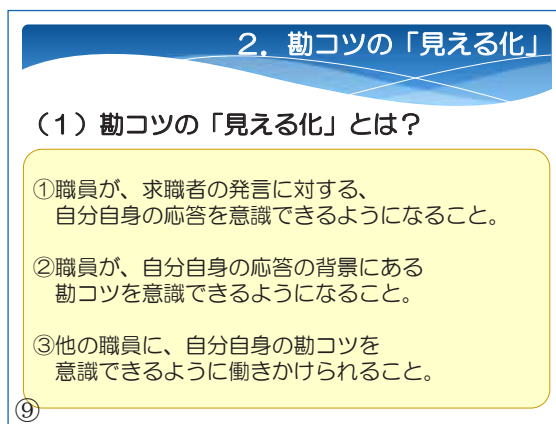 2．勘コツの「見える化」
（1）勘コツの「見える化」とは？
①職員が、求職者の発言に対する、
自分自身の応答を意識できるようになること。
②職員が、自分自身の応答の背景にある
勘コツを意識できるようになること。
③他の職員に、自分自身の勘コツを
意識できるように働きかけられること。
⑨